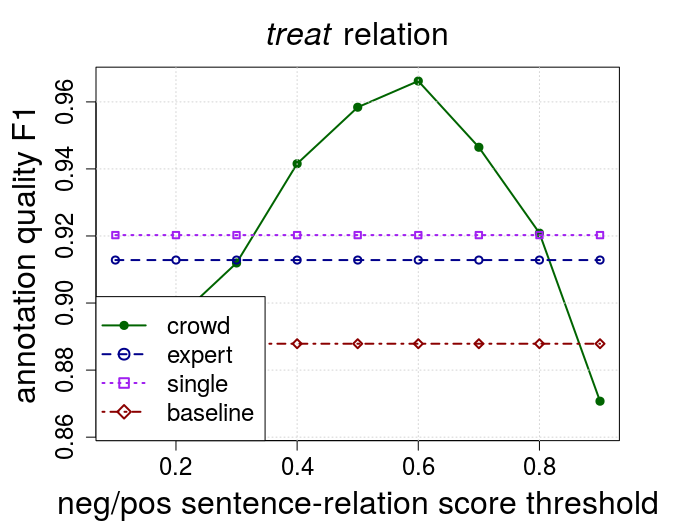 treat relation
annotation quality F1
0.96
0.94
0.92
0.90
0.88
0.86
crowd
expert
single
baseline
0.2 0.4 0.6 0.8
neg/pos sentence-relation score threshold